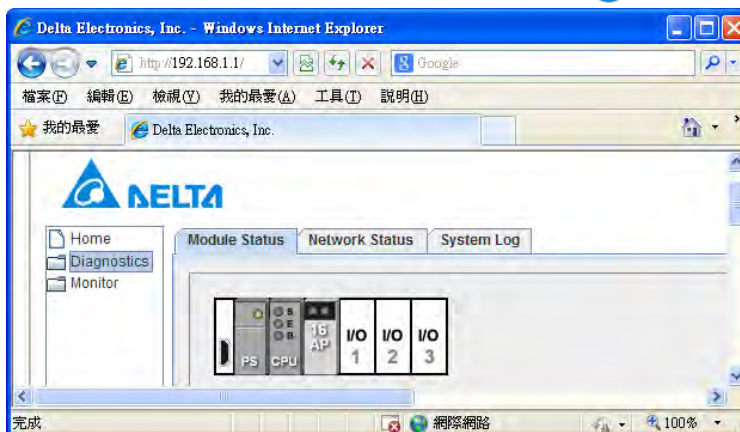 Delta Electronics, Inc. - Windows Internet Explorer
http://192.168.1.1/ Google
檔案(F) 編輯(E) 檢視(V) 我的最愛(A) 工具(T) 說明(H)
我的最愛 Delta Electronics, Inc.
DELTA
Home
Diagnostics
Monitor
Module Status Network Status System Log
PS
CPU
S
E
B
16
AP
I/O I/O I/O
1 2 3
完成 網際網路 100%